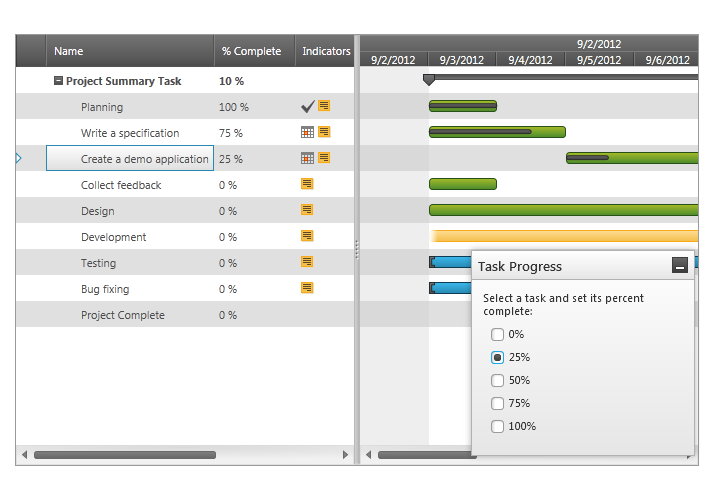 Name % Complete Indicators
Project Summary Task 10 %
Planning 100 %
Write a specification 75 %
Create a demo application 25 %
Collect feedback 0 %
Design 0 %
Development 0 %
Testing 0 %
Bug fixing 0 %
Project Complete 0 %
9/2/2012
9/2/2012 9/3/2012 9/4/2012 9/5/2012 9/6/2012
Task Progress
Select a task and set its percent
complete:
0%
25%
50%
75%
100%